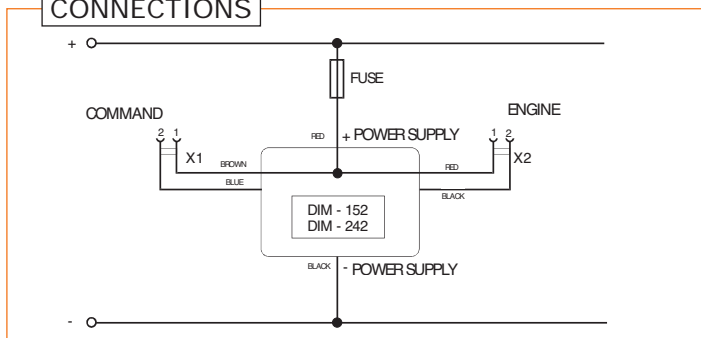 CONNECTIONS
+
FUSE
COMMAND
ENGINE
2 1
RED
+ POWER SUPPLY
1 2
X1
X2
BROWN
RED
BLUE
BLACK
DIM - 152
DIM - 242
BLACK
- POWER SUPPLY
-